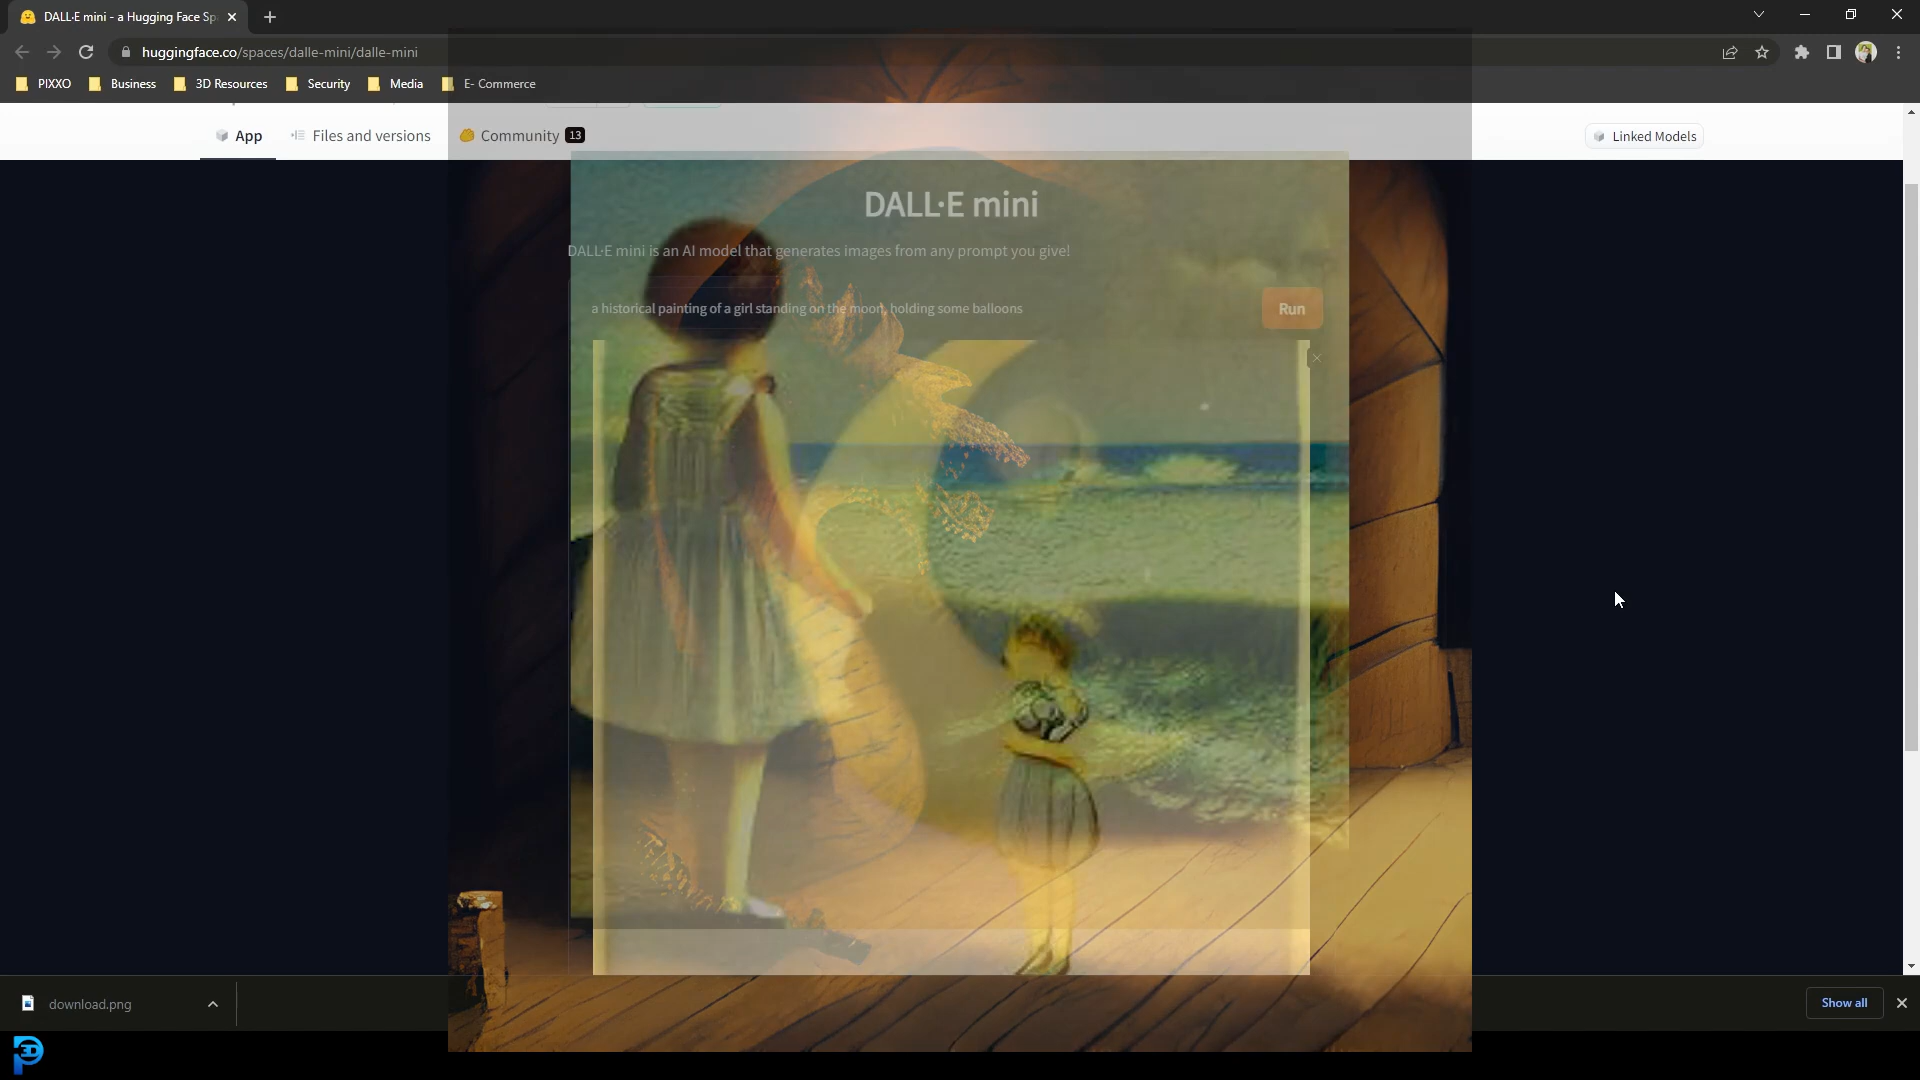 DALL·E mini - a Hugging Face Sp
huggingface.co/spaces/dalle-mini/dalle-mini
PIXXO Business 3D Resources Security Media E- Commerce
App Files and versions Community 13 Linked Models
DALL·E mini
DALL·E mini is an AI model that generates images from any prompt you give!
a historical painting of a girl standing on the moon, holding some balloons Run
download.png Show all
3D